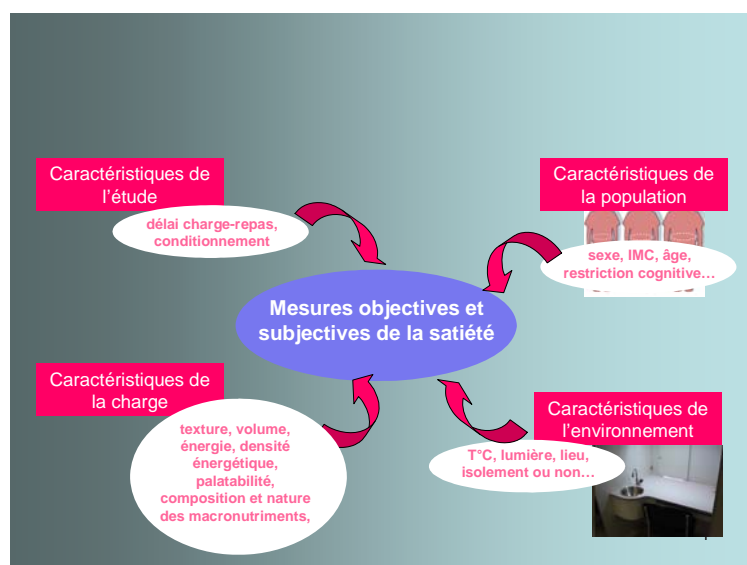 Caractéristiques de
l'étude
délai charge-repas,
conditionnement
Caractéristiques de
la population
sexe, IMC, âge,
restriction cognitive…
Mesures objectives et
subjectives de la satiété
Caractéristiques de
la charge
texture, volume,
énergie, densité
énergétique,
palatabilité,
composition et nature
des macronutriments,
Caractéristiques de
l'environnement
T°C, lumière, lieu,
isolement ou non…